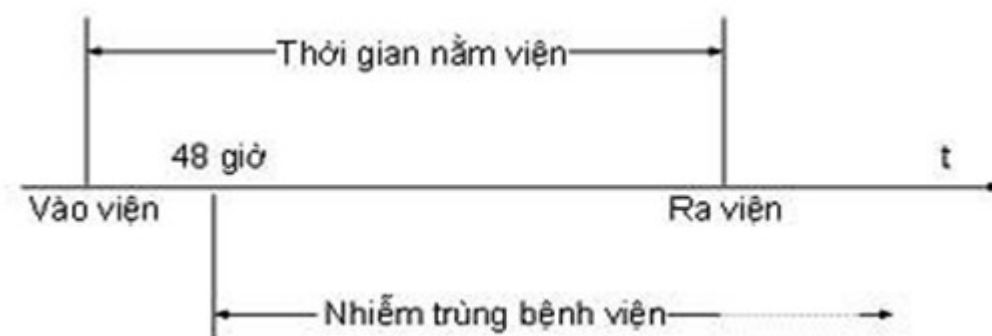 Thời gian nằm viện
48 giờ
t
Vào viện
Ra viện
Nhiễm trùng bệnh viện